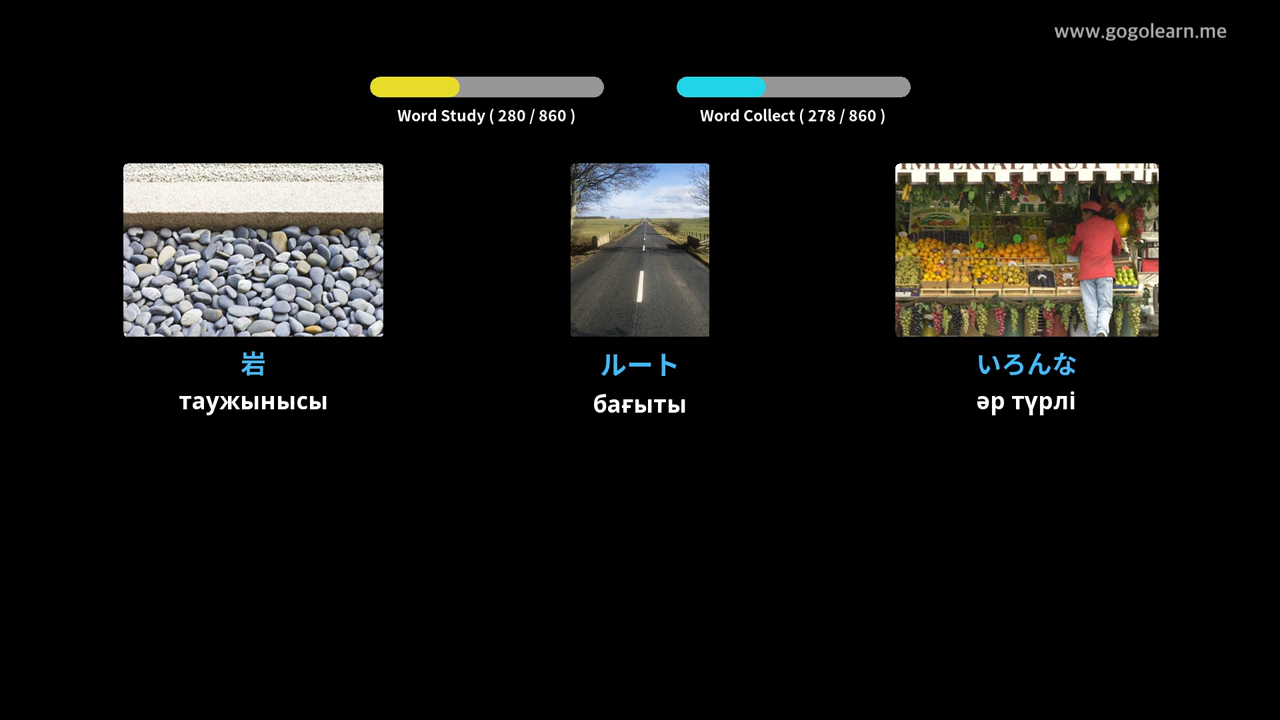 www.gogolearn.me
Word Study ( 280 / 860 )
Word Collect ( 278 / 860 )
岩
ルート
いろんな
таужынысы
бағыты
әр түрлі